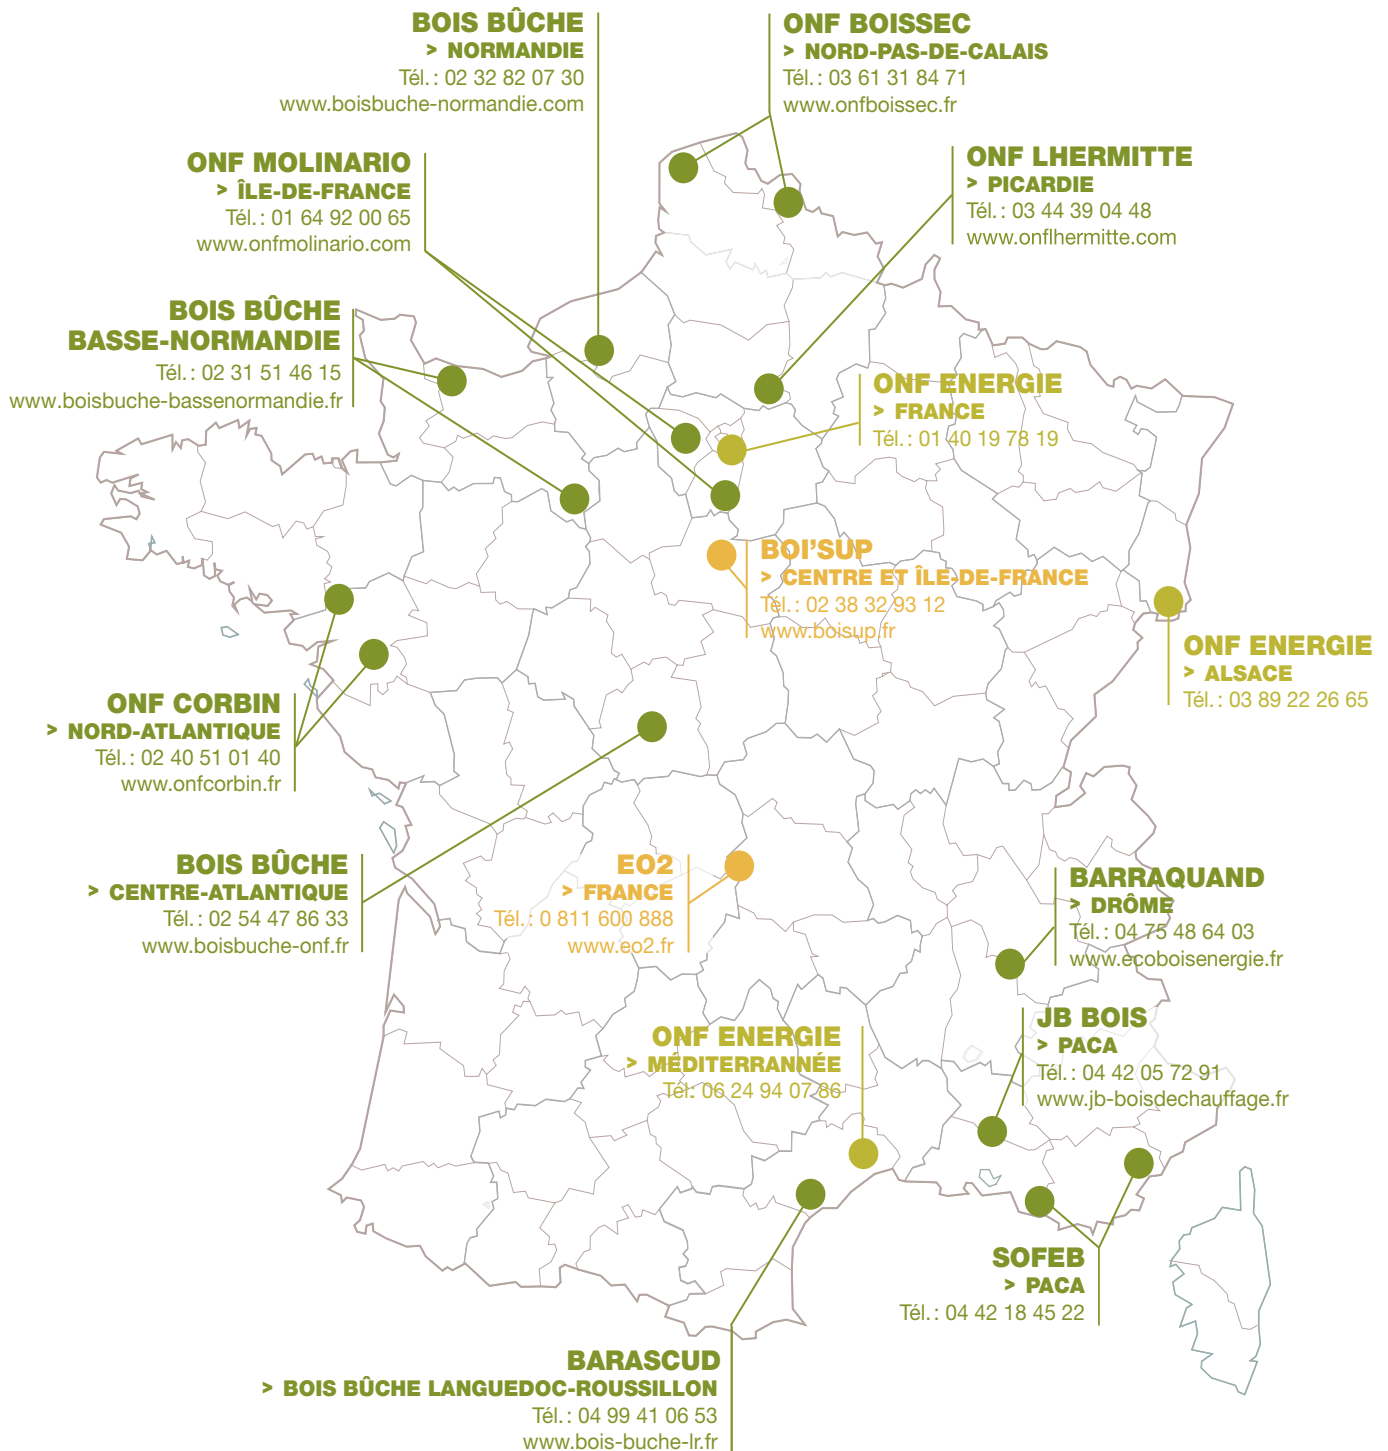 BOIS BÛCHE
> NORMANDIE
Tél. : 02 32 82 07 30
www.boisbuche-normandie.com
ONF BOISSEC
> NORD-PAS-DE-CALAIS
Tél. : 03 61 31 84 71
www.onfboissec.fr
ONF MOLINARIO
> ÎLE-DE-FRANCE
Tél. : 01 64 92 00 65
www.onfmolinario.com
ONF LHERMITTE
> PICARDIE
Tél. : 03 44 39 04 48
www.onflhermitte.com
BOIS BÛCHE
BASSE-NORMANDIE
Tél. : 02 31 51 46 15
www.boisbuche-bassenormandie.fr
ONF ENERGIE
> FRANCE
Tél. : 01 40 19 78 19
BOI'SUP
> CENTRE ET ÎLE-DE-FRANCE
Tél. : 02 38 32 93 12
www.boisup.fr
ONF ENERGIE
> ALSACE
Tél. : 03 89 22 26 65
ONF CORBIN
> NORD-ATLANTIQUE
Tél. : 02 40 51 01 40
www.onfcorbin.fr
BOIS BÛCHE
> CENTRE-ATLANTIQUE
Tél. : 02 54 47 86 33
www.boisbuche-onf.fr
EO2
> FRANCE
Tél. : 0 811 600 888
www.eo2.fr
BARRAQUAND
> DRÔME
Tél. : 04 75 48 64 03
www.ecoboisenergie.fr
ONF ENERGIE
> MÉDITERRANNÉE
Tél: 06 24 94 07 86
JB BOIS
> PACA
Tél. : 04 42 05 72 91
www.jb-boisdechauffage.fr
SOFEB
> PACA
Tél. : 04 42 18 45 22
BARASCUD
> BOIS BÛCHE LANGUEDOC-ROUSSILLON
Tél. : 04 99 41 06 53
www.bois-buche-lr.fr